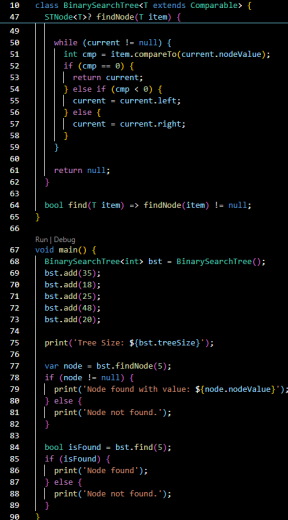 10 class BinarySearchTree<T extends Comparable> {
47 STNode<T>? findNode(T item) {
49
50 while (current != null) {
51 int cmp = item.compareTo(current.nodeValue);
52 if (cmp == 0) {
53 return current;
54 } else if (cmp < 0) {
55 current = current.left;
56 } else {
57 current = current.right;
58 }
59 }
60
61 return null;
62 }
63
64 bool find(T item) => findNode(item) != null;
65 }
66
Run | Debug
67 void main() {
68 BinarySearchTree<int> bst = BinarySearchTree();
69 bst.add(35);
70 bst.add(18);
71 bst.add(25);
72 bst.add(48);
73 bst.add(20);
74
75 print('Tree Size: ${bst.treeSize}');
76
77 var node = bst.findNode(5);
78 if (node != null) {
79 print('Node found with value: ${node.nodeValue}');
80 } else {
81 print('Node not found.');
82 }
83
84 bool isFound = bst.find(5);
85 if (isFound) {
86 print('Node found');
87 } else {
88 print('Node not found.');
89 }
90 }